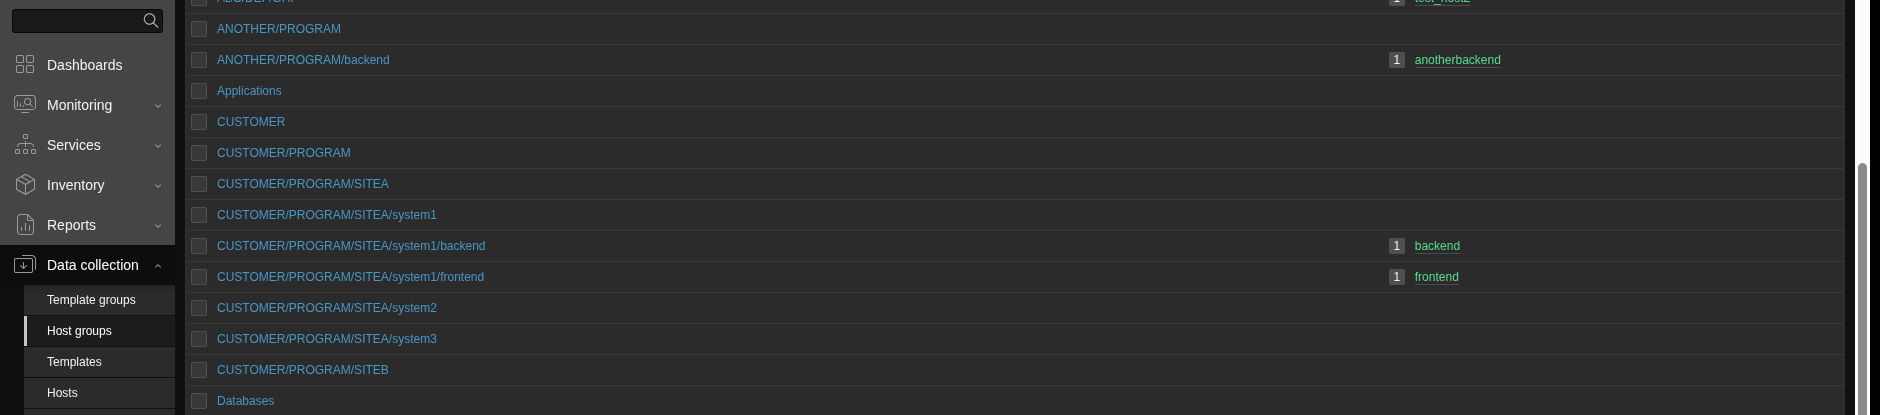 Dashboards
Monitoring
Services
Inventory
Reports
Data collection
Template groups
Host groups
Templates
Hosts
ANOTHER/PROGRAM
ANOTHER/PROGRAM/backend 1 anotherbackend
Applications
CUSTOMER
CUSTOMER/PROGRAM
CUSTOMER/PROGRAM/SITEA
CUSTOMER/PROGRAM/SITEA/system1
CUSTOMER/PROGRAM/SITEA/system1/backend 1 backend
CUSTOMER/PROGRAM/SITEA/system1/frontend 1 frontend
CUSTOMER/PROGRAM/SITEA/system2
CUSTOMER/PROGRAM/SITEA/system3
CUSTOMER/PROGRAM/SITEB
Databases